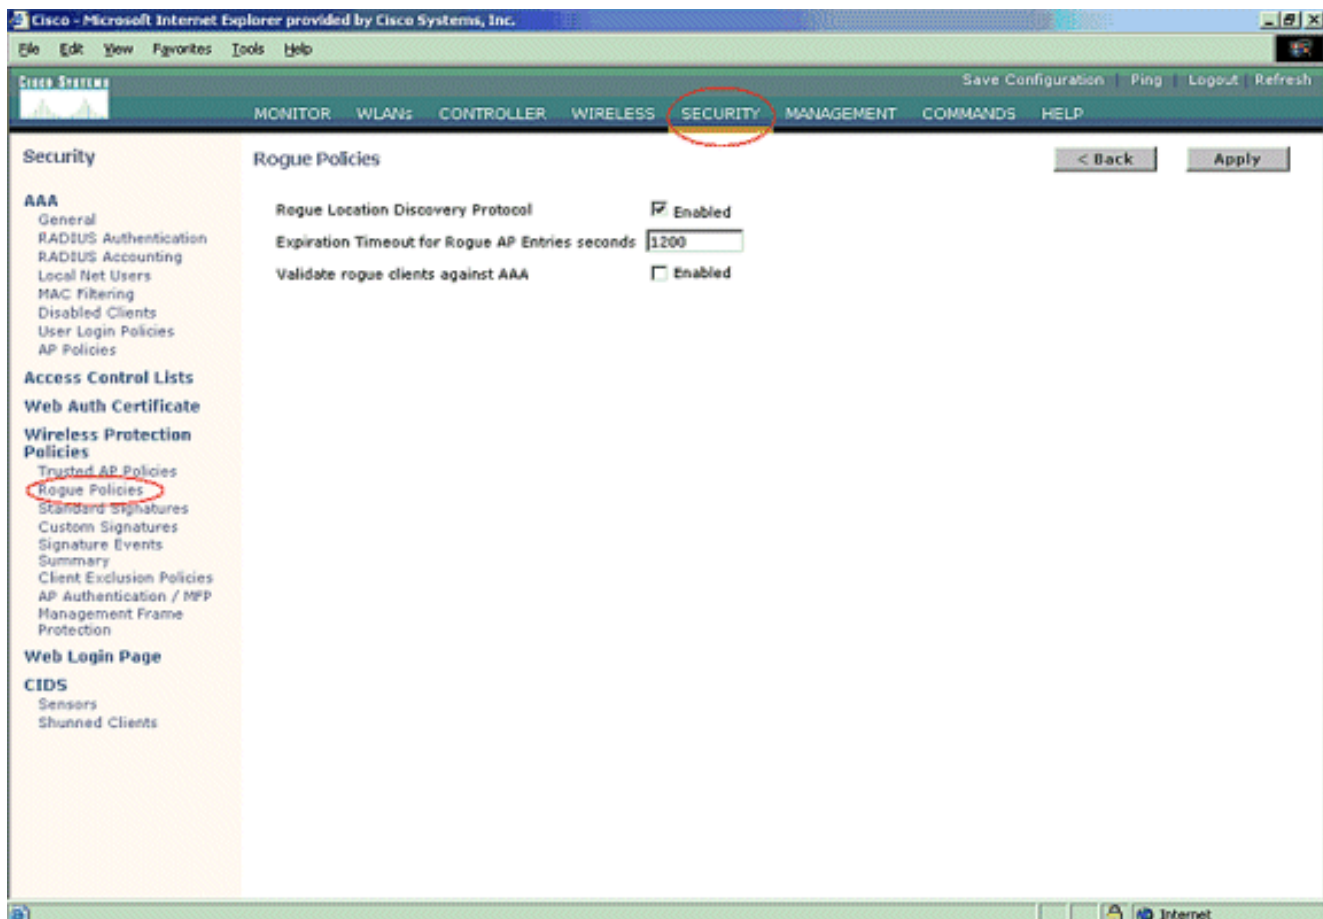 Cisco - Microsoft Internet Explorer provided by Cisco Systems, Inc.
File Edit View Favorites Tools Help
CISCO SYSTEMS
Save Configuration | Ping | Logout | Refresh
MONITOR WLANs CONTROLLER WIRELESS SECURITY MANAGEMENT COMMANDS HELP
Security
AAA
General
RADIUS Authentication
RADIUS Accounting
Local Net Users
MAC Filtering
Disabled Clients
User Login Policies
AP Policies
Access Control Lists
Web Auth Certificate
Wireless Protection
Policies
Trusted AP Policies
Rogue Policies
Standard Signatures
Custom Signatures
Signature Events
Summary
Client Exclusion Policies
AP Authentication / MFP
Management Frame
Protection
Web Login Page
CIDS
Sensors
Shunned Clients
Rogue Policies
< Back Apply
Rogue Location Discovery Protocol Enabled
Expiration Timeout for Rogue AP Entries seconds 1200
Validate rogue clients against AAA Enabled
Internet